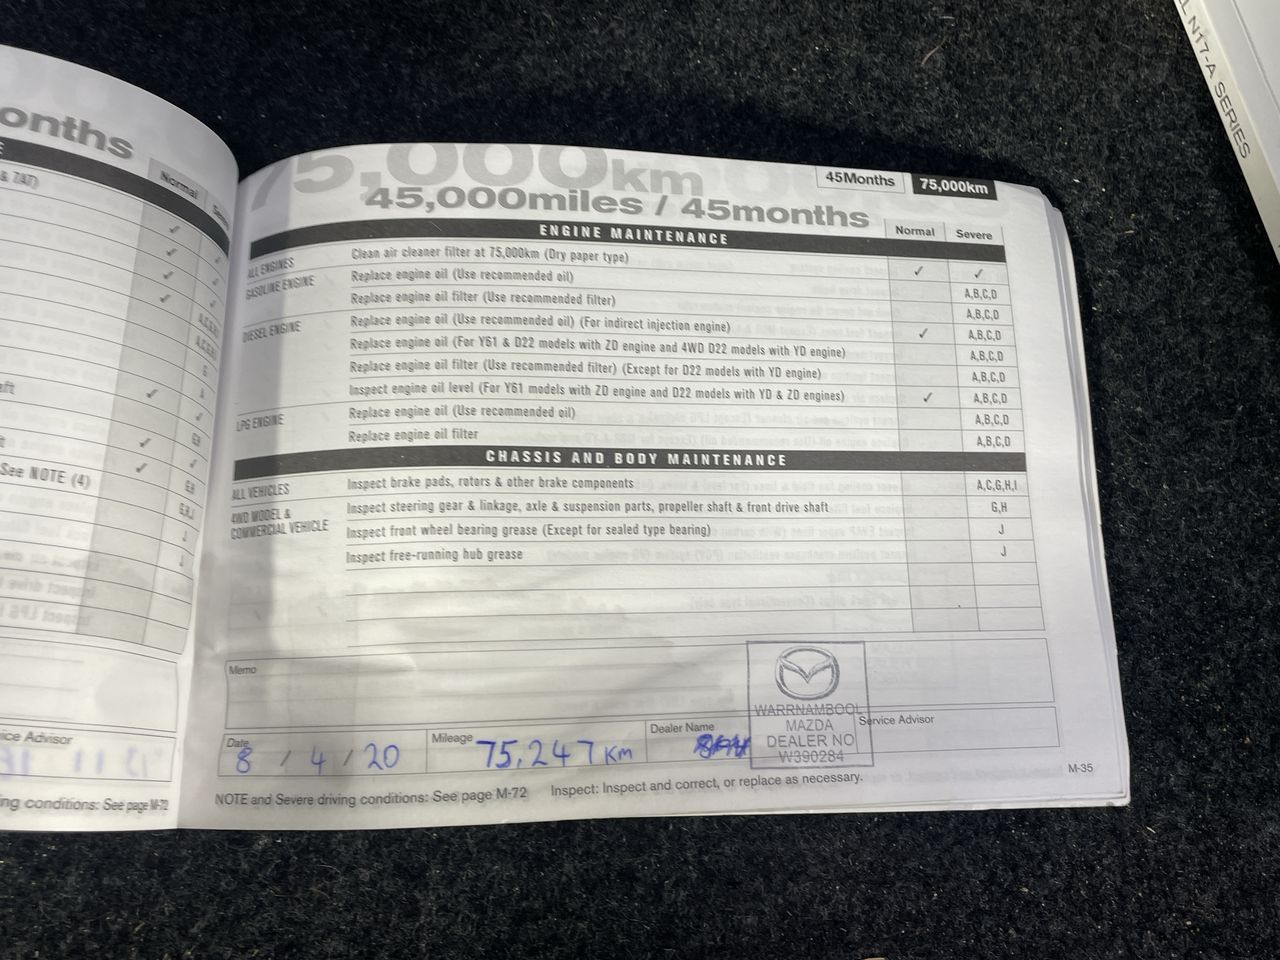 LL N17-A SERIES
onths
Normal
& ZAT)
See NOTE (4)
ing conditions: See page M-72
75,000km
45Months 75,000km
45,000miles / 45months
ENGINE MAINTENANCE Normal Severe
ALL ENGINES Clean air cleaner filter at 75,000km (Dry paper type) ✓ ✓
GASOLINE ENGINE Replace engine oil (Use recommended oil) A,B,C,D
Replace engine oil filter (Use recommended filter) A,B,C,D
DIESEL ENGINE Replace engine oil (Use recommended oil) (For indirect injection engine) ✓ A,B,C,D
Replace engine oil (For Y61 & D22 models with ZD engine and 4WD D22 models with YD engine) A,B,C,D
Replace engine oil filter (Use recommended filter) (Except for D22 models with YD engine) A,B,C,D
Inspect engine oil level (For Y61 models with ZD engine and D22 models with YD & ZD engines) ✓ A,B,C,D
LPG ENGINE Replace engine oil (Use recommended oil) A,B,C,D
Replace engine oil filter A,B,C,D
CHASSIS AND BODY MAINTENANCE
ALL VEHICLES Inspect brake pads, rotors & other brake components A,C,G,H,I
4WD MODEL & Inspect steering gear & linkage, axle & suspension parts, propeller shaft & front drive shaft G,H
COMMERCIAL VEHICLE Inspect front wheel bearing grease (Except for sealed type bearing) J
Inspect free-running hub grease J
Memo
WARRNAMBOOL
MAZDA
DEALER NO
W390284
Date 8 / 4 / 20 Mileage 75,247 Km Dealer Name Service Advisor
NOTE and Severe driving conditions: See page M-72 Inspect: Inspect and correct, or replace as necessary.
M-35